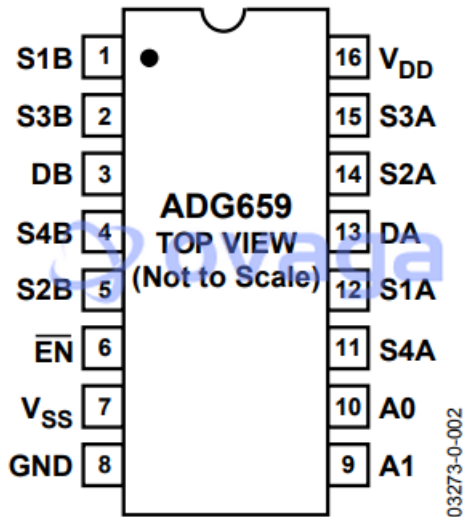 S1B 1 16 VDD
S3B 2 15 S3A
DB 3 14 S2A
ADG659
S4B 4 TOP VIEW 13 DA
ovaga
(Not to Scale)
S2B 5 12 S1A
EN 6 11 S4A
VSS 7 10 A0
GND 8 9 A1
03273-0-002